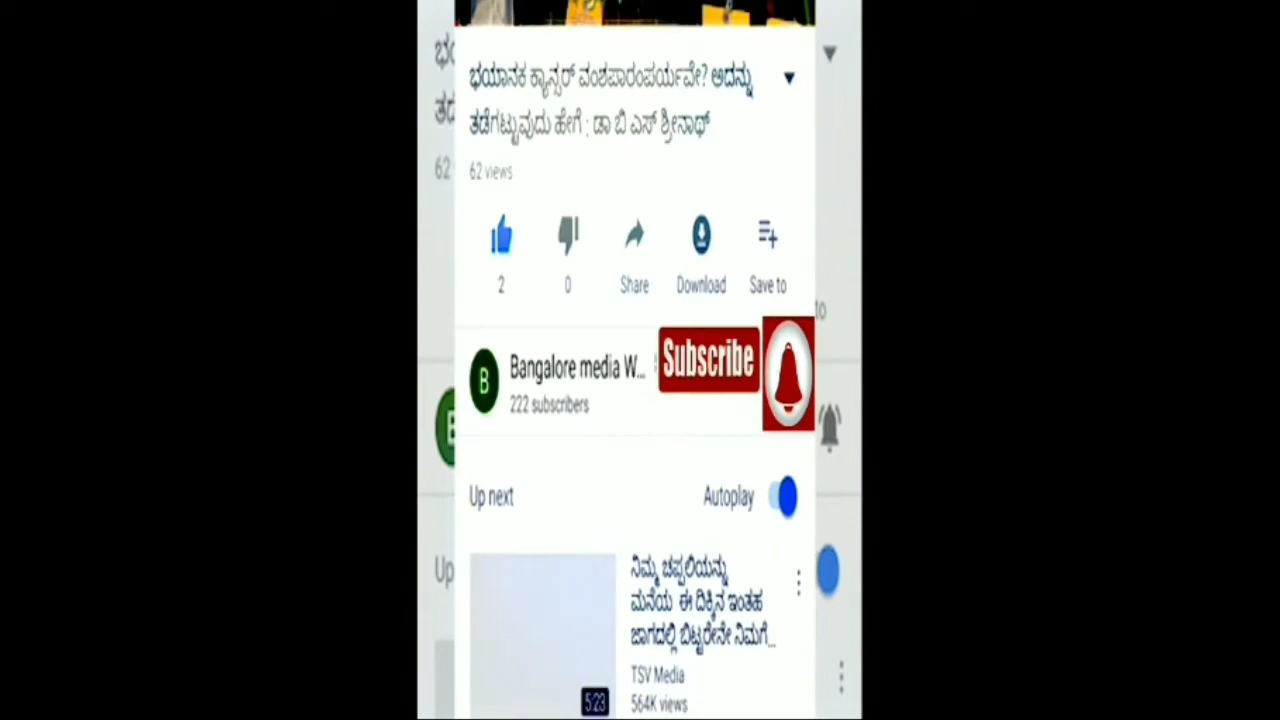 ಭಯಾನಕ ಕ್ಯಾನ್ಸರ್ ವಂಶಪಾರಂಪರ್ಯವೇ? ಅದನ್ನು
ತಡೆಗಟ್ಟುವುದು ಹೇಗೆ ; ಡಾ ಬಿ ಎಸ್ ಶ್ರೀನಾಥ್
62 views
2
0
Share
Download
Save to
Bangalore media W...
222 subscribers
Subscribe
Up next
Autoplay
ನಿಮ್ಮ ಚಪ್ಪಲಿಯನ್ನು
ಮನೆಯ ಈ ದಿಕ್ಕಿನ ಇಂತಹ
ಜಾಗದಲ್ಲಿ ಬಿಟ್ಟರೇನೇ ನಿಮಗೆ...
TSV Media
564K views
5:23